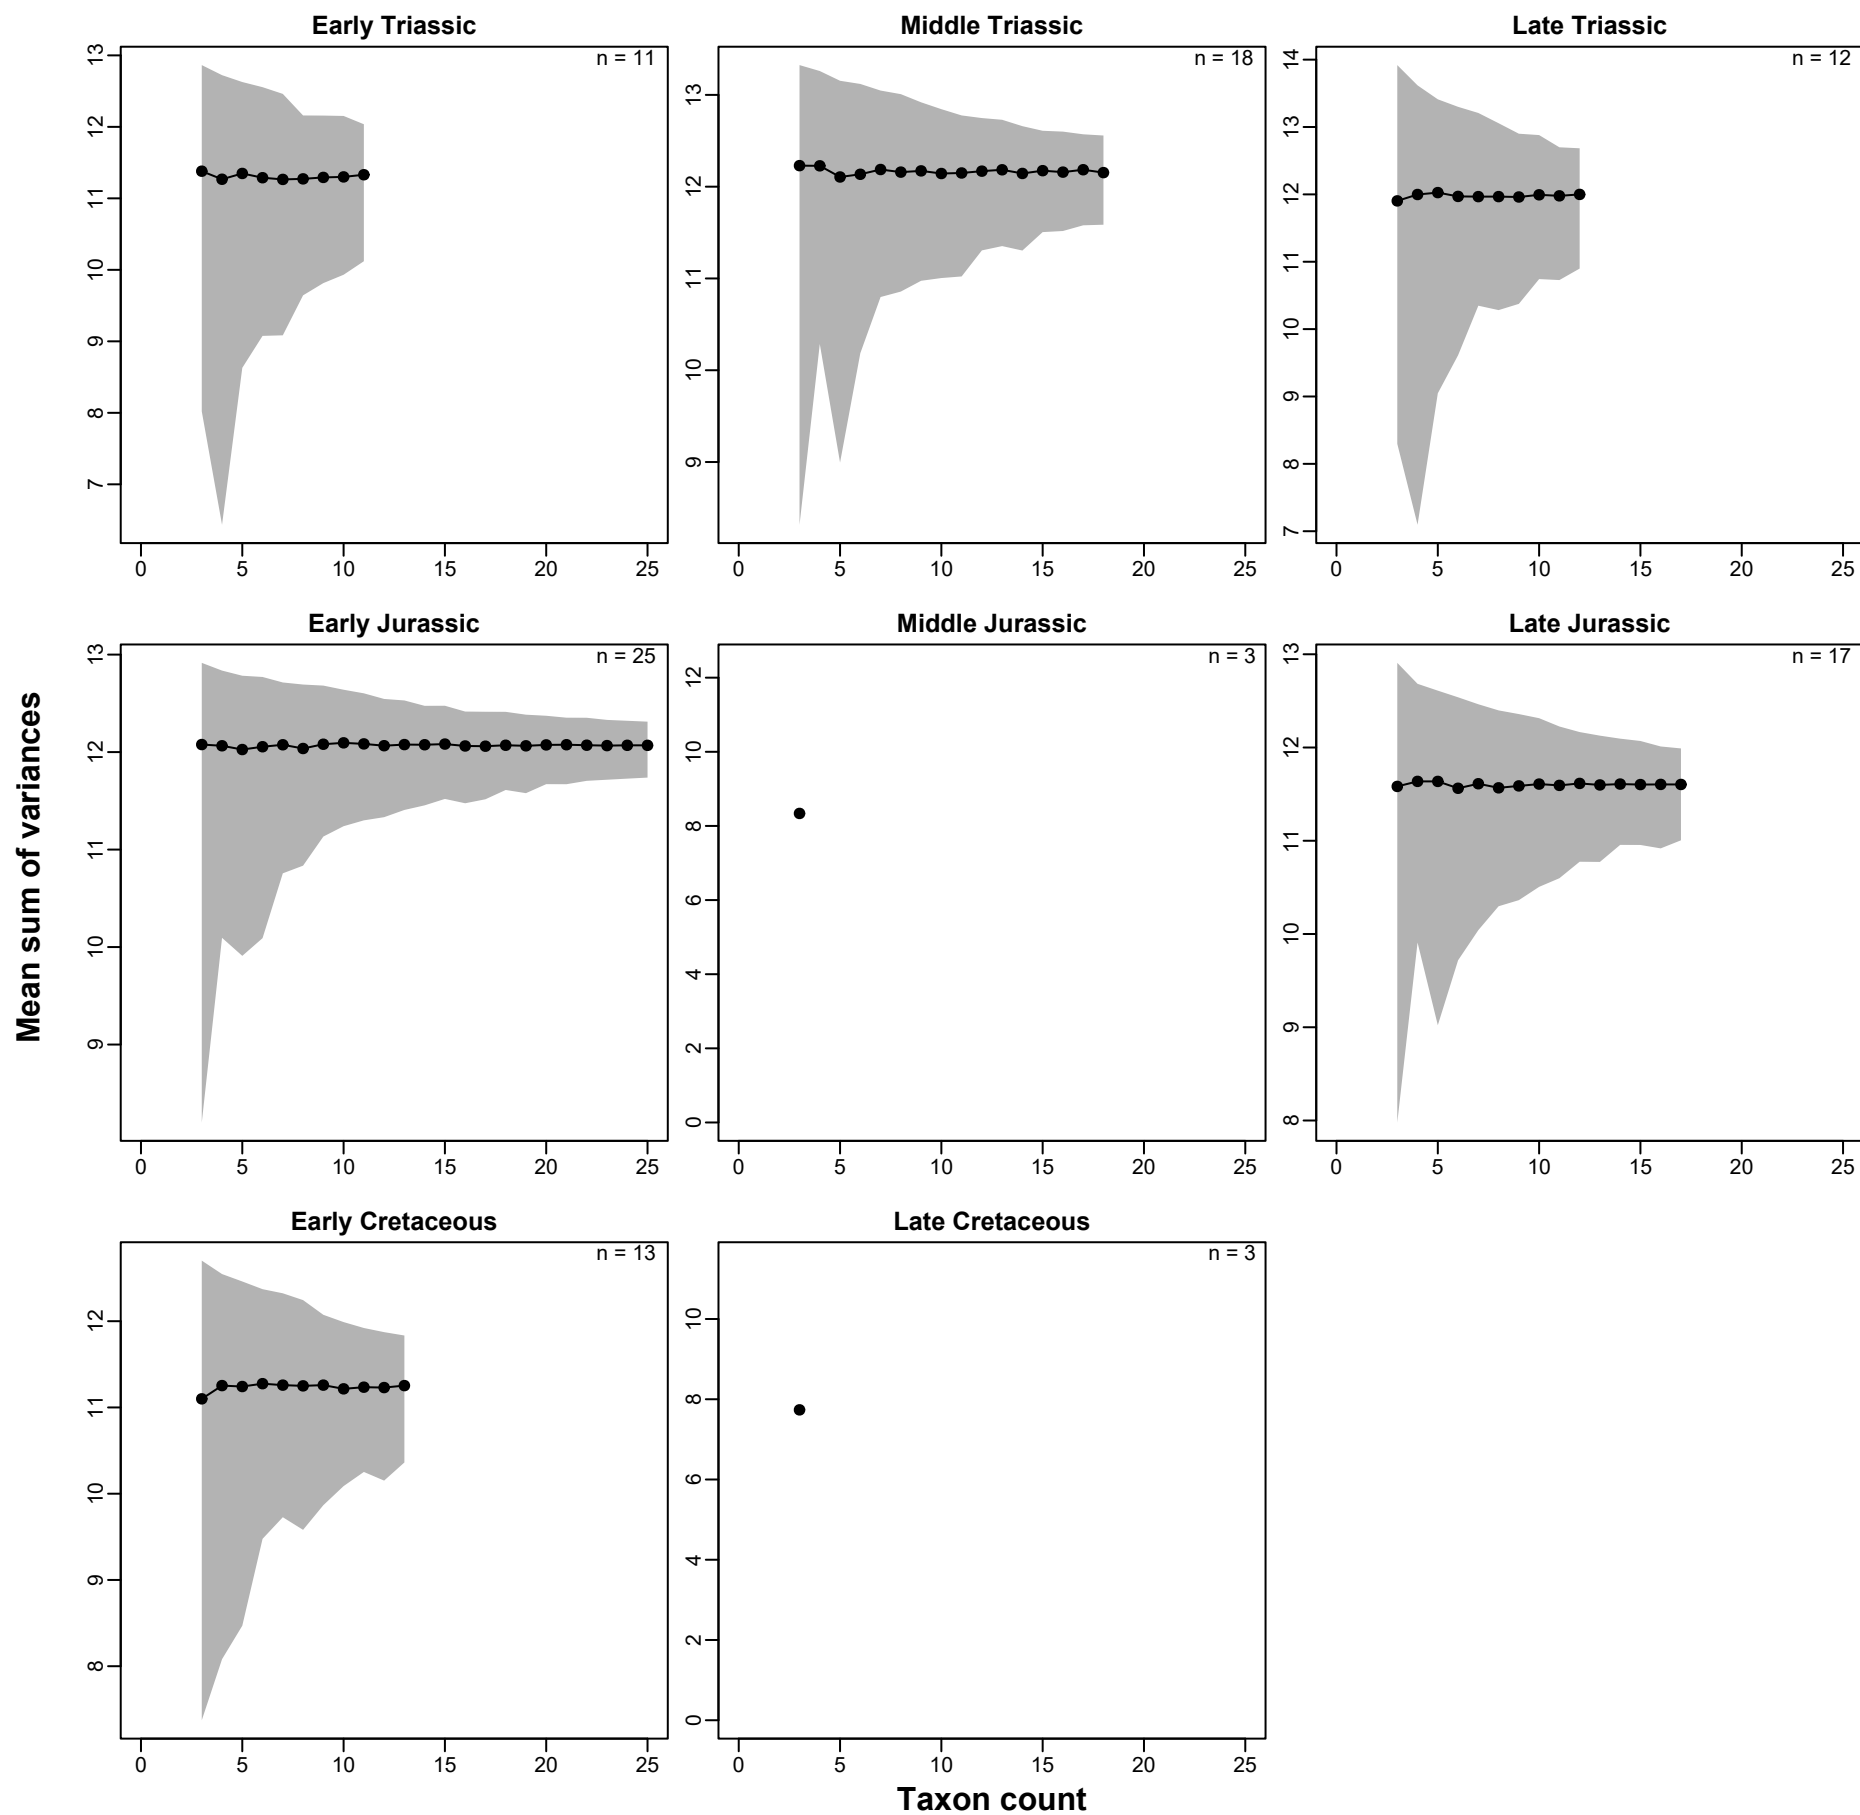 Early Triassic
n = 11
13
12
11
10
9
8
7
0 5 10 15 20 25
Middle Triassic
n = 18
13
12
11
10
9
0 5 10 15 20 25
Late Triassic
n = 12
14
13
12
11
10
9
8
7
0 5 10 15 20 25
Mean sum of variances
Early Jurassic
n = 25
13
12
11
10
9
0 5 10 15 20 25
Middle Jurassic
n = 3
12
10
8
6
4
2
0
0 5 10 15 20 25
Late Jurassic
n = 17
13
12
11
10
9
8
0 5 10 15 20 25
Early Cretaceous
n = 13
12
11
10
9
8
0 5 10 15 20 25
Late Cretaceous
n = 3
10
8
6
4
2
0
0 5 10 15 20 25
Taxon count